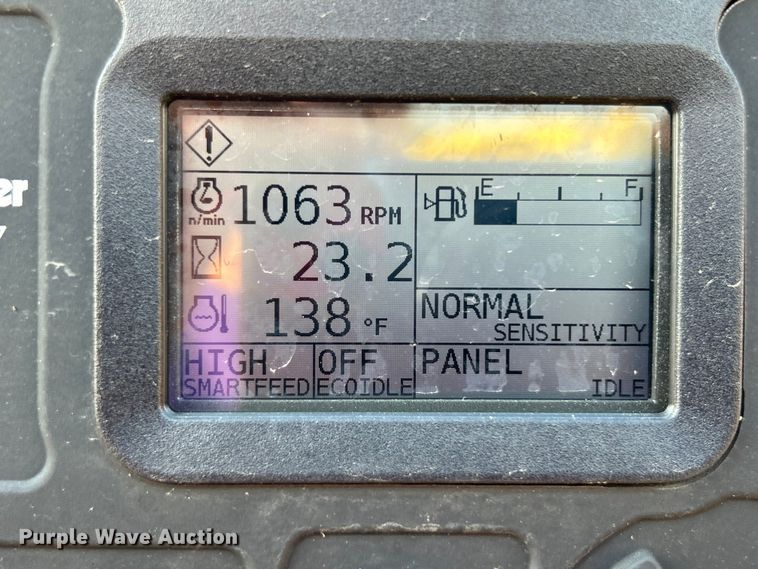 1063 RPM
n/min
E F
23.2
138 °F
NORMAL
SENSITIVITY
HIGH
SMARTFEED
OFF
ECOIDLE
PANEL
IDLE
Purple Wave Auction